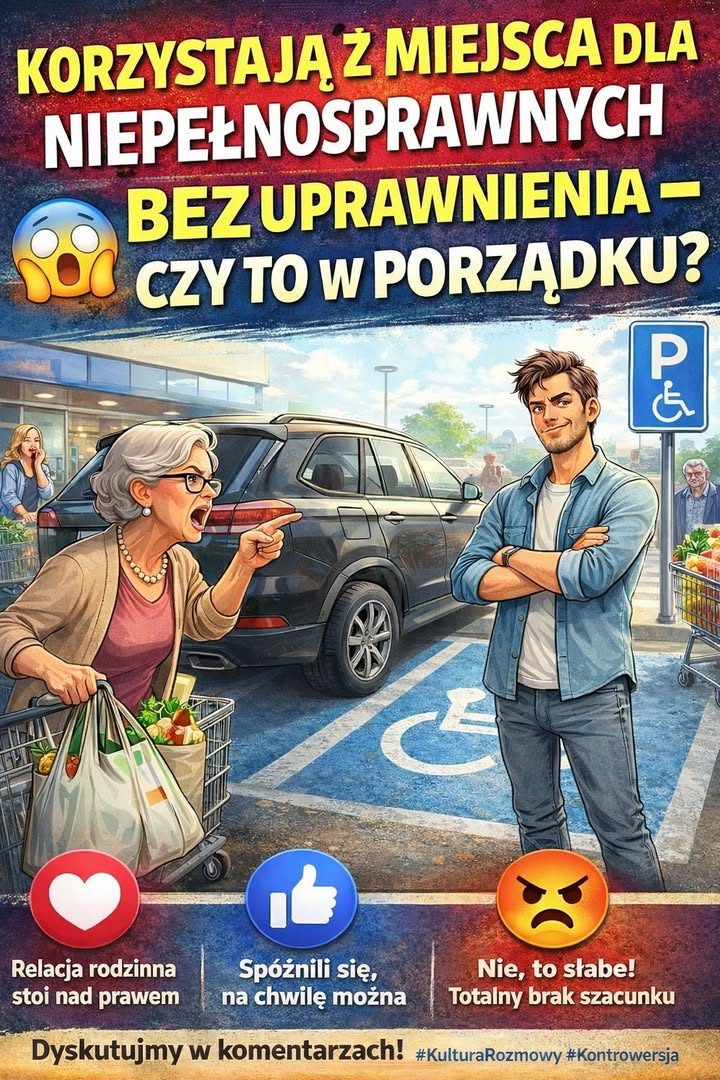 KORZYSTAJĄ Ż MIEJSCA DLA
NIEPEŁNOSPRAWNYCH
BEZ UPRAWNIENIA –
CZY TO W PORZĄDKU?
P
Relacja rodzinna
stoi nad prawem
Spóźnili się,
na chwilę można
Nie, to słabe!
Totalny brak szacunku
Dyskutujmy w komentarzach! #KulturaRozmowy #Kontrowersja